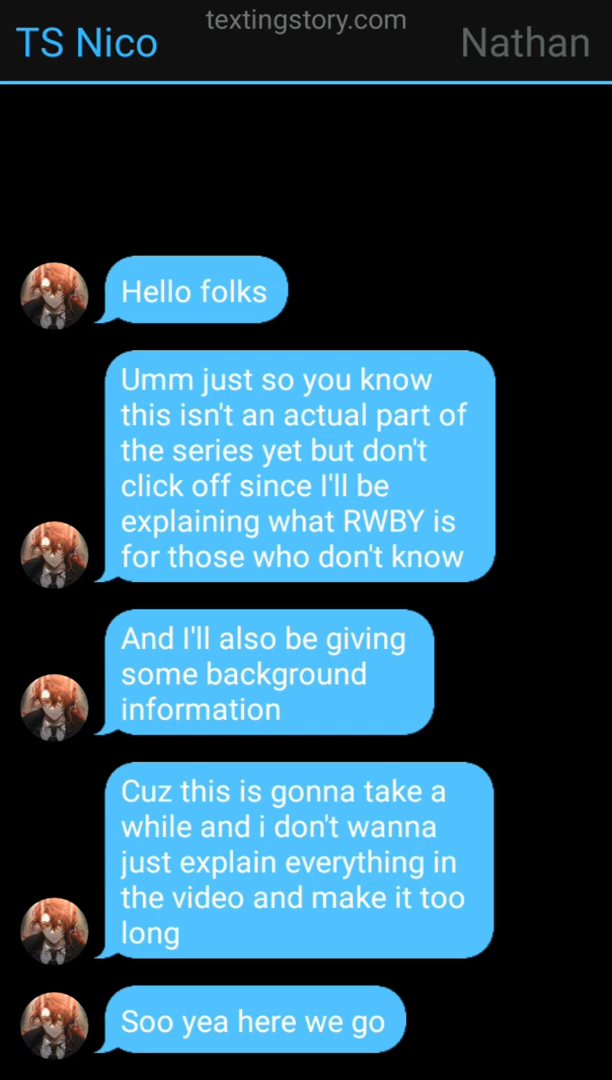 textingstory.com
TS Nico
Nathan
Hello folks
Umm just so you know
this isn't an actual part of
the series yet but don't
click off since I'll be
explaining what RWBY is
for those who don't know
And I'll also be giving
some background
information
Cuz this is gonna take a
while and i don't wanna
just explain everything in
the video and make it too
long
Soo yea here we go